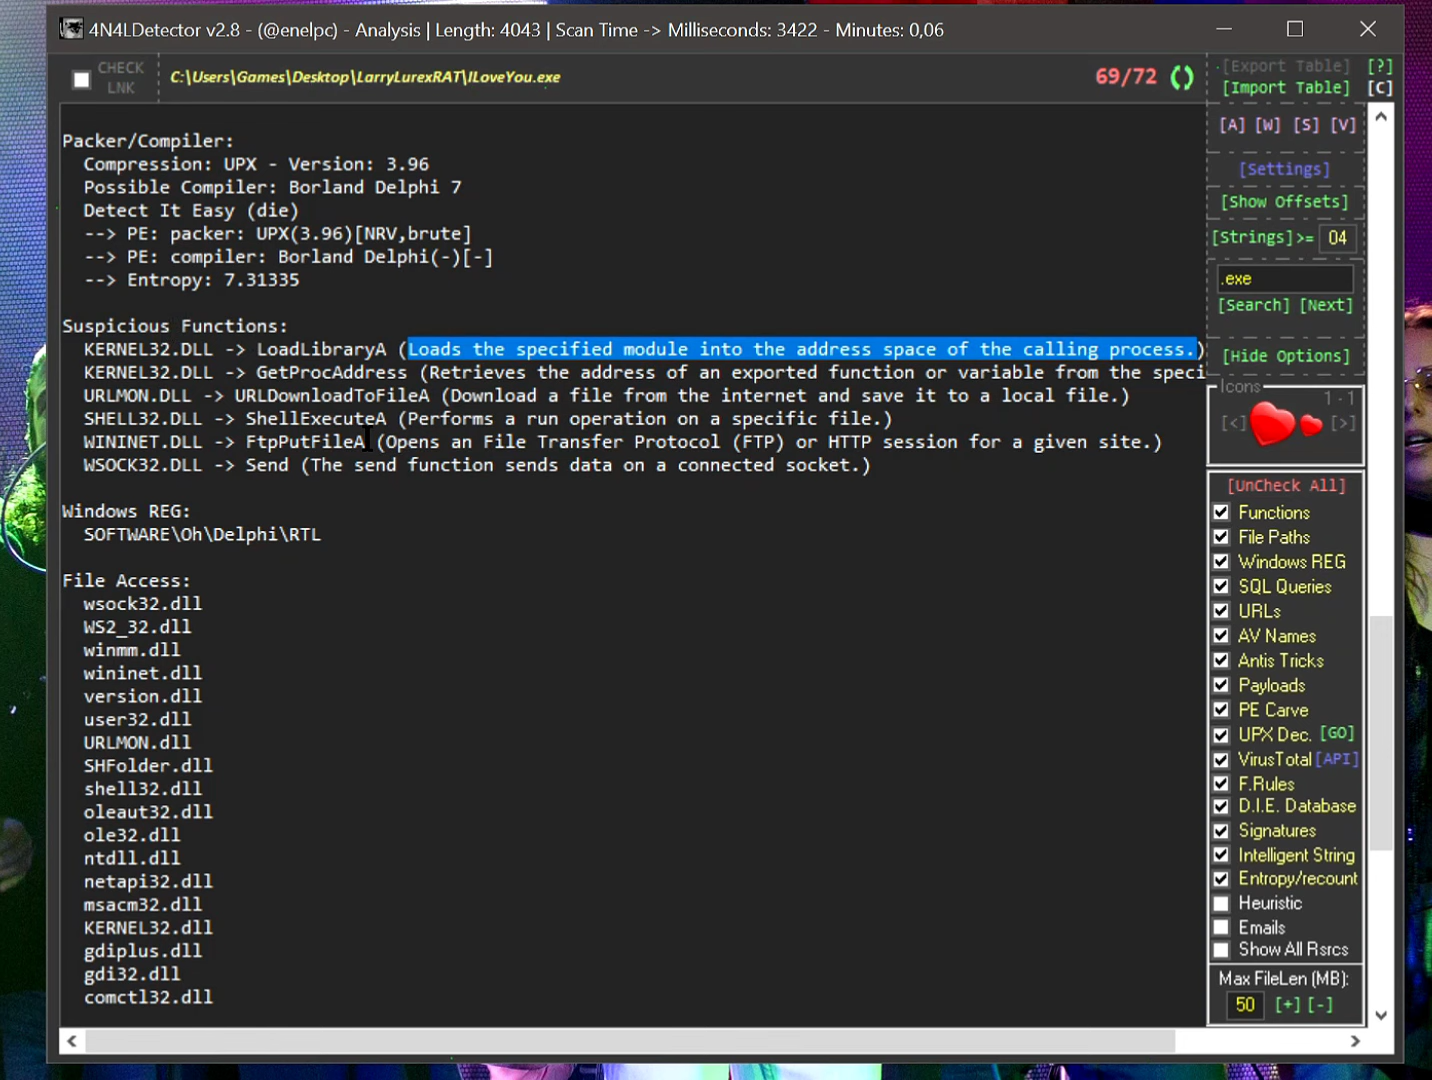 4N4LDetector v2.8 - (@enelpc) - Analysis | Length: 4043 | Scan Time -> Milliseconds: 3422 - Minutes: 0,06
CHECK
LNK
C:\Users\Games\Desktop\LarryLurexRAT\ILoveYou.exe
69/72
[Export Table] [?]
[Import Table] [C]
[A] [W] [S] [V]
[Settings]
[Show Offsets]
[Strings]>= 04
.exe
[Search] [Next]
[Hide Options]
Icons
1 - 1
[<] [>]
[UnCheck All]
Functions
File Paths
Windows REG
SQL Queries
URLs
AV Names
Antis Tricks
Payloads
PE Carve
UPX Dec. [GO]
VirusTotal [API]
F.Rules
D.I.E. Database
Signatures
Intelligent String
Entropy/recount
Heuristic
Emails
Show All Rsrcs
Max FileLen (MB):
50 [+] [-]
Packer/Compiler:
Compression: UPX - Version: 3.96
Possible Compiler: Borland Delphi 7
Detect It Easy (die)
--> PE: packer: UPX(3.96)[NRV,brute]
--> PE: compiler: Borland Delphi(-)[-]
--> Entropy: 7.31335
Suspicious Functions:
KERNEL32.DLL -> LoadLibraryA (Loads the specified module into the address space of the calling process.)
KERNEL32.DLL -> GetProcAddress (Retrieves the address of an exported function or variable from the speci
URLMON.DLL -> URLDownloadToFileA (Download a file from the internet and save it to a local file.)
SHELL32.DLL -> ShellExecuteA (Performs a run operation on a specific file.)
WININET.DLL -> FtpPutFileA (Opens an File Transfer Protocol (FTP) or HTTP session for a given site.)
WSOCK32.DLL -> Send (The send function sends data on a connected socket.)
Windows REG:
SOFTWARE\Oh\Delphi\RTL
File Access:
wsock32.dll
WS2_32.dll
winmm.dll
wininet.dll
version.dll
user32.dll
URLMON.dll
SHFolder.dll
shell32.dll
oleaut32.dll
ole32.dll
ntdll.dll
netapi32.dll
msacm32.dll
KERNEL32.dll
gdiplus.dll
gdi32.dll
comctl32.dll